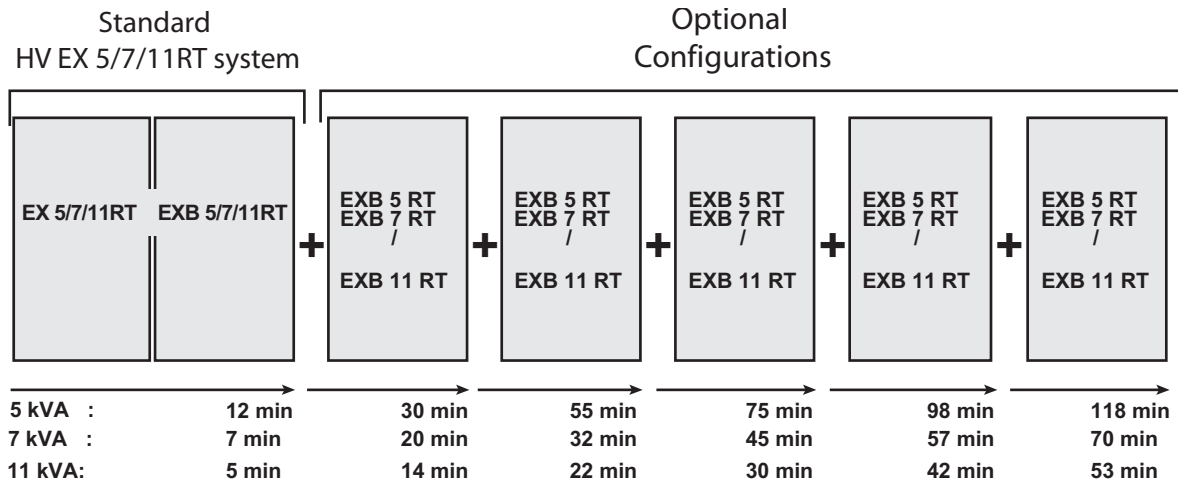 Standard
HV EX 5/7/11RT system
Optional
Configurations
EX 5/7/11RT
EXB 5/7/11RT
+
EXB 5 RT
EXB 7 RT
/
EXB 11 RT
+
EXB 5 RT
EXB 7 RT
/
EXB 11 RT
+
EXB 5 RT
EXB 7 RT
/
EXB 11 RT
+
EXB 5 RT
EXB 7 RT
/
EXB 11 RT
+
EXB 5 RT
EXB 7 RT
/
EXB 11 RT
5 kVA : 12 min 30 min 55 min 75 min 98 min 118 min
7 kVA : 7 min 20 min 32 min 45 min 57 min 70 min
11 kVA: 5 min 14 min 22 min 30 min 42 min 53 min